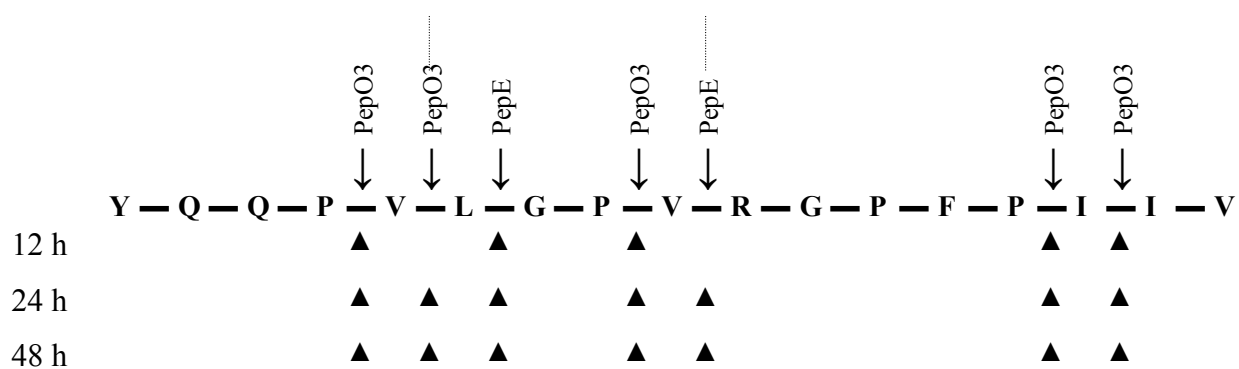 PepO3 PepO3 PepE PepO3 PepE PepO3 PepO3
Y — Q — Q — P — V — L — G — P — V — R — G — P — F — P — I — I — V
12 h
24 h
48 h